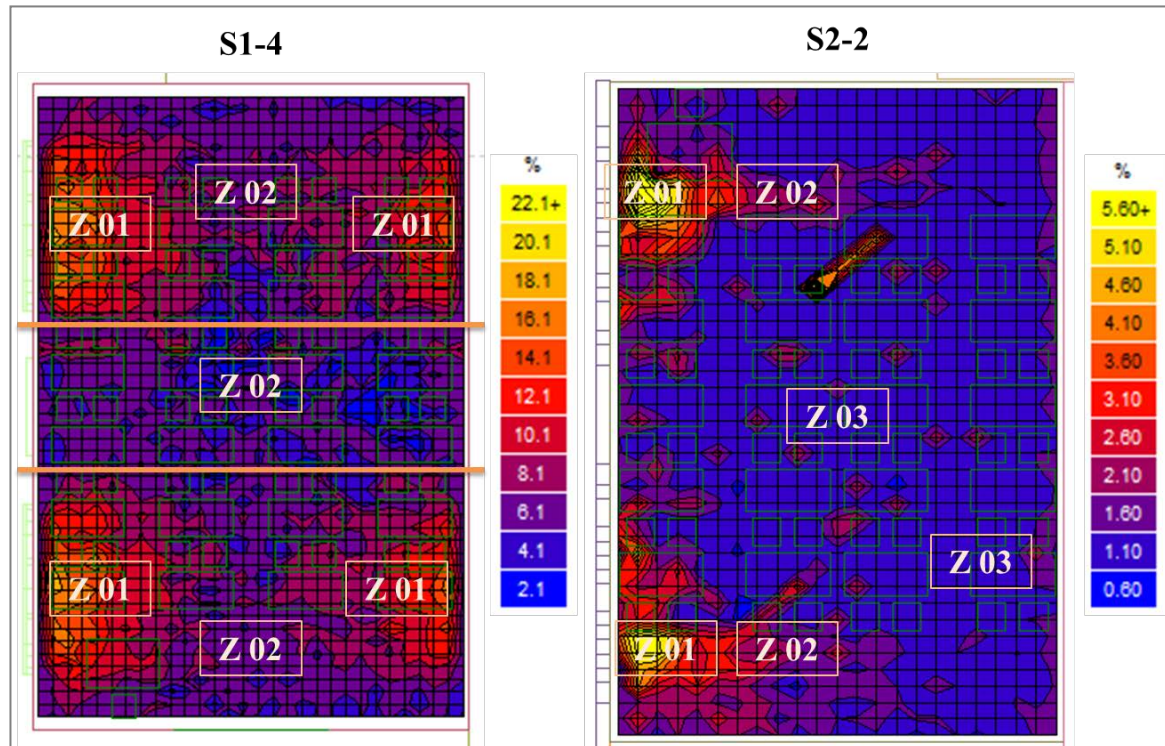 S1-4
S2-2
Z 01
Z 02
Z 01
Z 02
Z 01
Z 01
Z 02
%
22.1+
20.1
18.1
16.1
14.1
12.1
10.1
8.1
6.1
4.1
2.1
Z 01
Z 02
Z 03
Z 03
Z 01
Z 02
%
5.60+
5.10
4.60
4.10
3.60
3.10
2.60
2.10
1.60
1.10
0.60